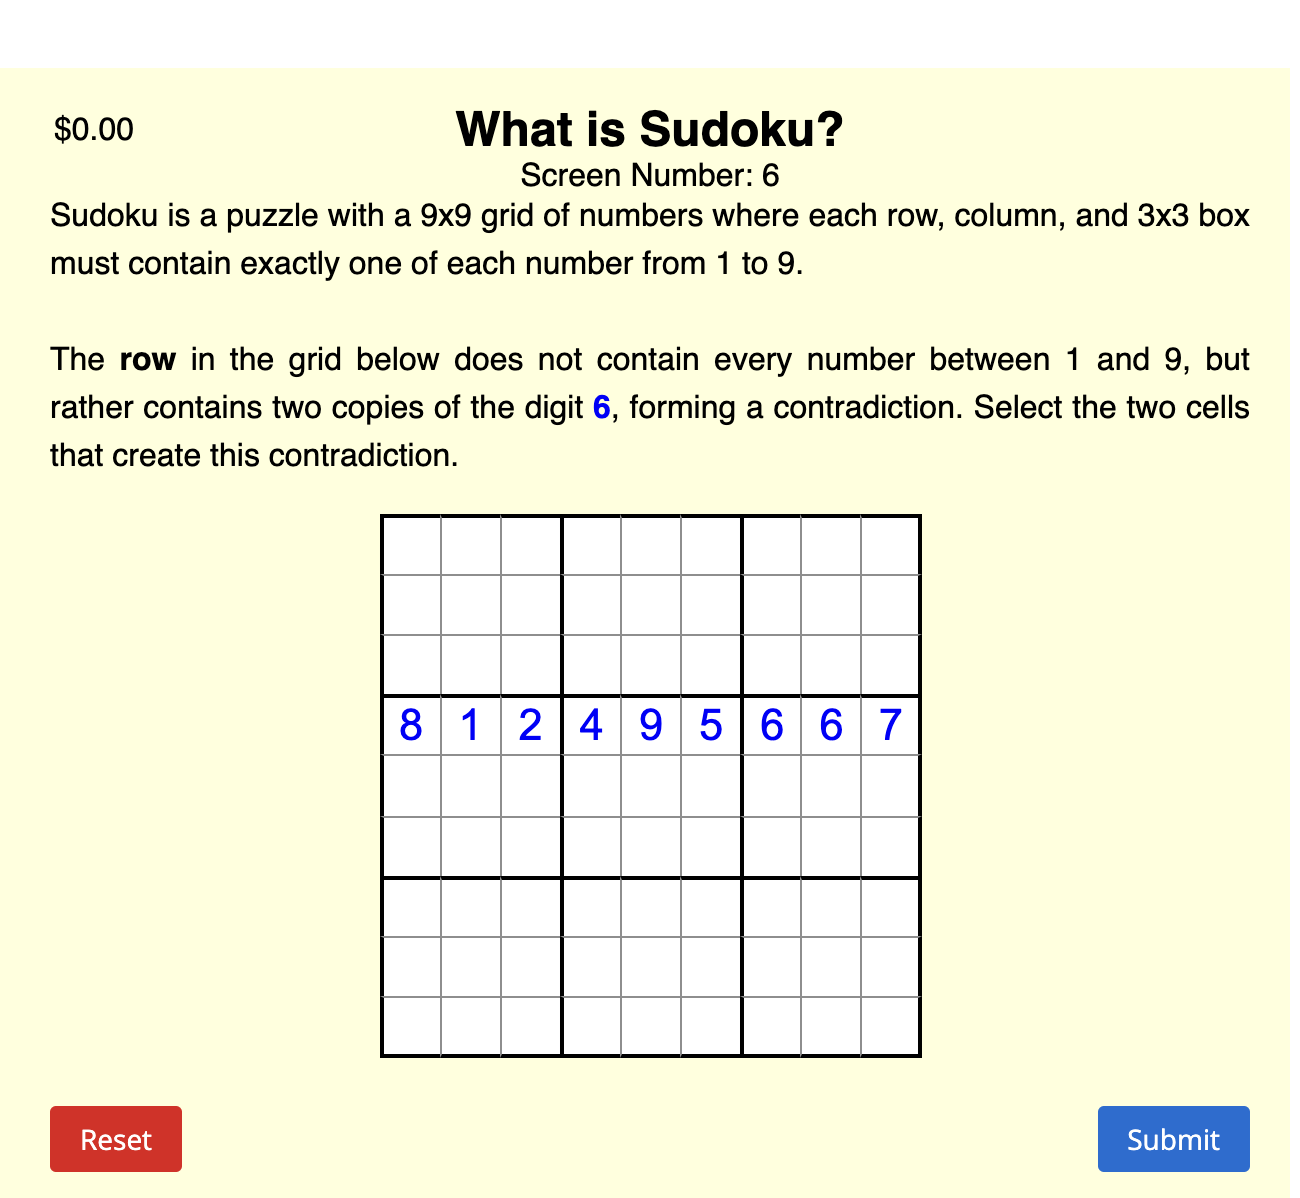 $0.00
What is Sudoku?
Screen Number: 6
Sudoku is a puzzle with a 9x9 grid of numbers where each row, column, and 3x3 box
must contain exactly one of each number from 1 to 9.
The row in the grid below does not contain every number between 1 and 9, but
rather contains two copies of the digit 6, forming a contradiction. Select the two cells
that create this contradiction.
8 1 2 4 9 5 6 6 7
Reset
Submit